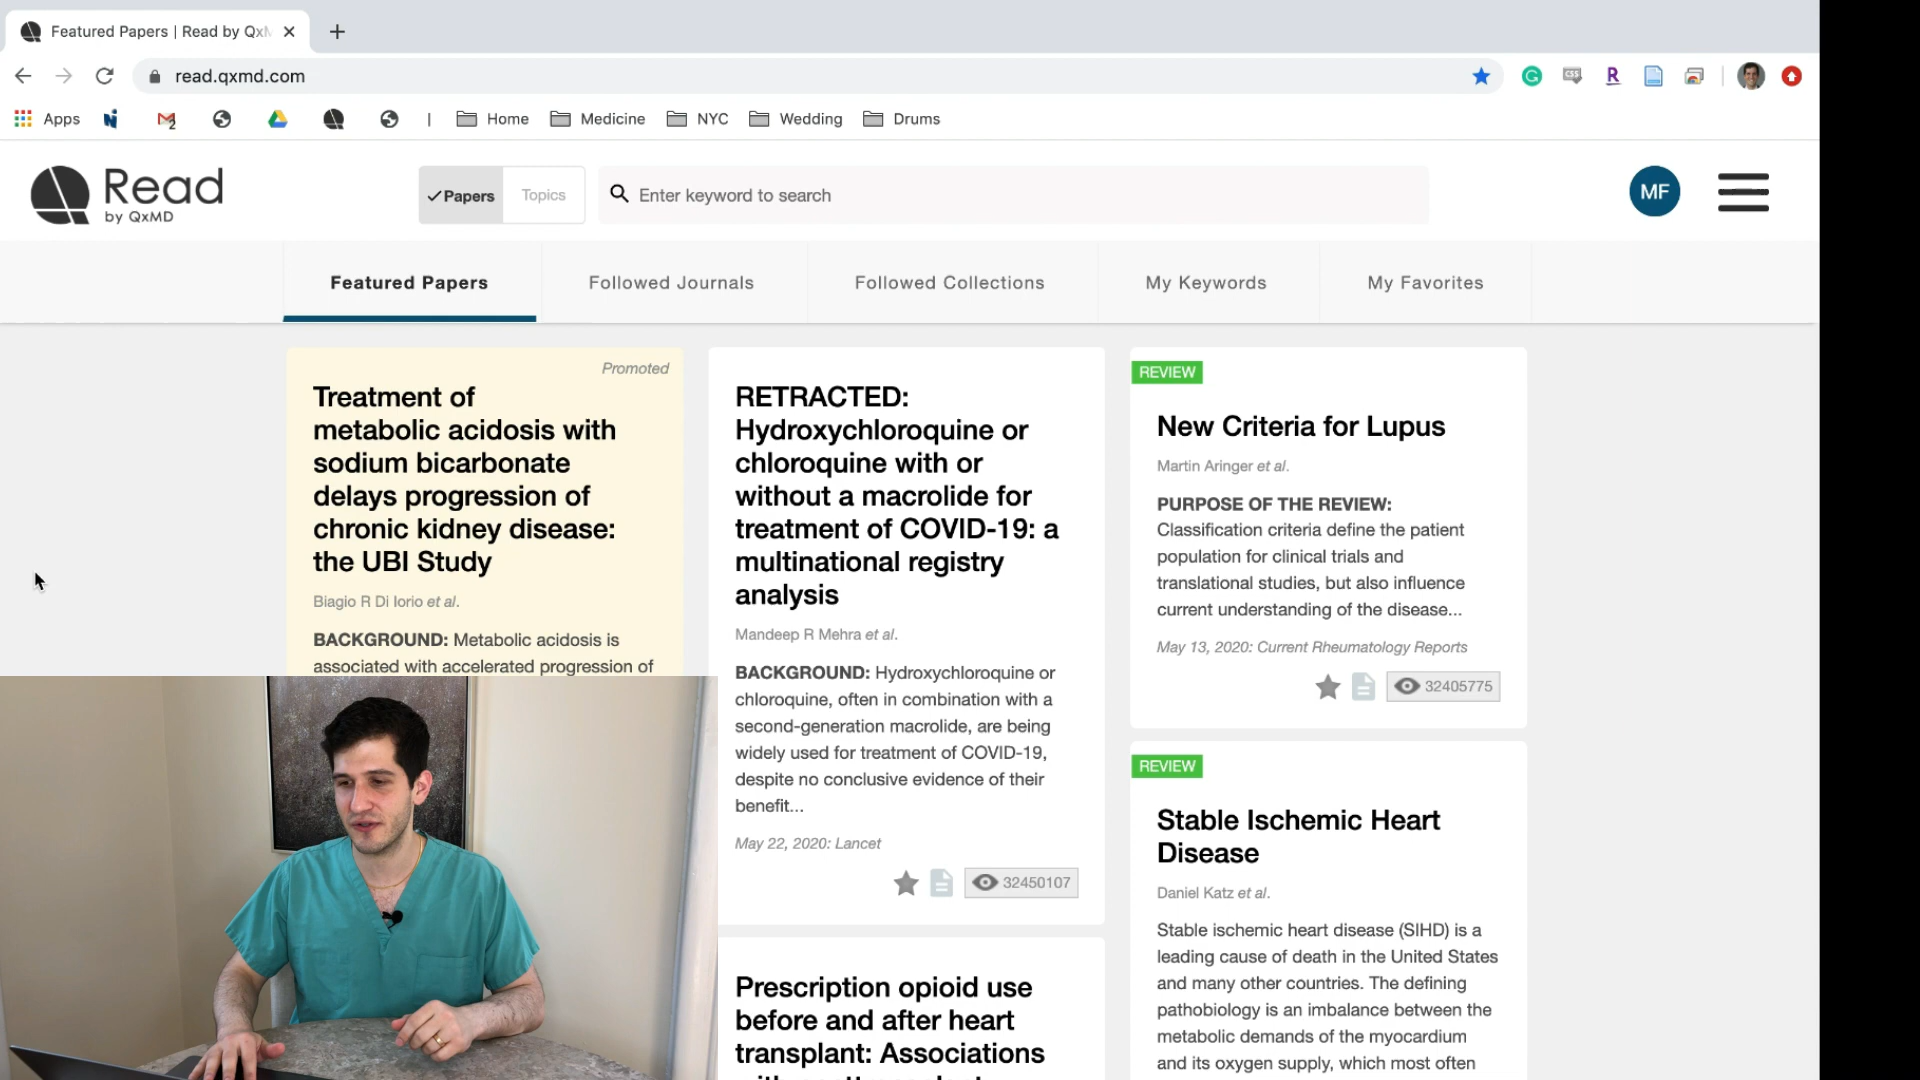 Featured Papers | Read by QxM
read.qxmd.com
Apps
Home
Medicine
NYC
Wedding
Drums
Read
by QxMD
Papers
Topics
Enter keyword to search
MF
Featured Papers
Followed Journals
Followed Collections
My Keywords
My Favorites
Promoted
Treatment of
metabolic acidosis with
sodium bicarbonate
delays progression of
chronic kidney disease:
the UBI Study
Biagio R Di Iorio et al.
BACKGROUND: Metabolic acidosis is
associated with accelerated progression of
RETRACTED:
Hydroxychloroquine or
chloroquine with or
without a macrolide for
treatment of COVID-19: a
multinational registry
analysis
Mandeep R Mehra et al.
BACKGROUND: Hydroxychloroquine or
chloroquine, often in combination with a
second-generation macrolide, are being
widely used for treatment of COVID-19,
despite no conclusive evidence of their
benefit...
May 22, 2020: Lancet
32450107
Prescription opioid use
before and after heart
transplant: Associations
REVIEW
New Criteria for Lupus
Martin Aringer et al.
PURPOSE OF THE REVIEW:
Classification criteria define the patient
population for clinical trials and
translational studies, but also influence
current understanding of the disease...
May 13, 2020: Current Rheumatology Reports
32405775
REVIEW
Stable Ischemic Heart
Disease
Daniel Katz et al.
Stable ischemic heart disease (SIHD) is a
leading cause of death in the United States
and many other countries. The defining
pathobiology is an imbalance between the
metabolic demands of the myocardium
and its oxygen supply, which most often